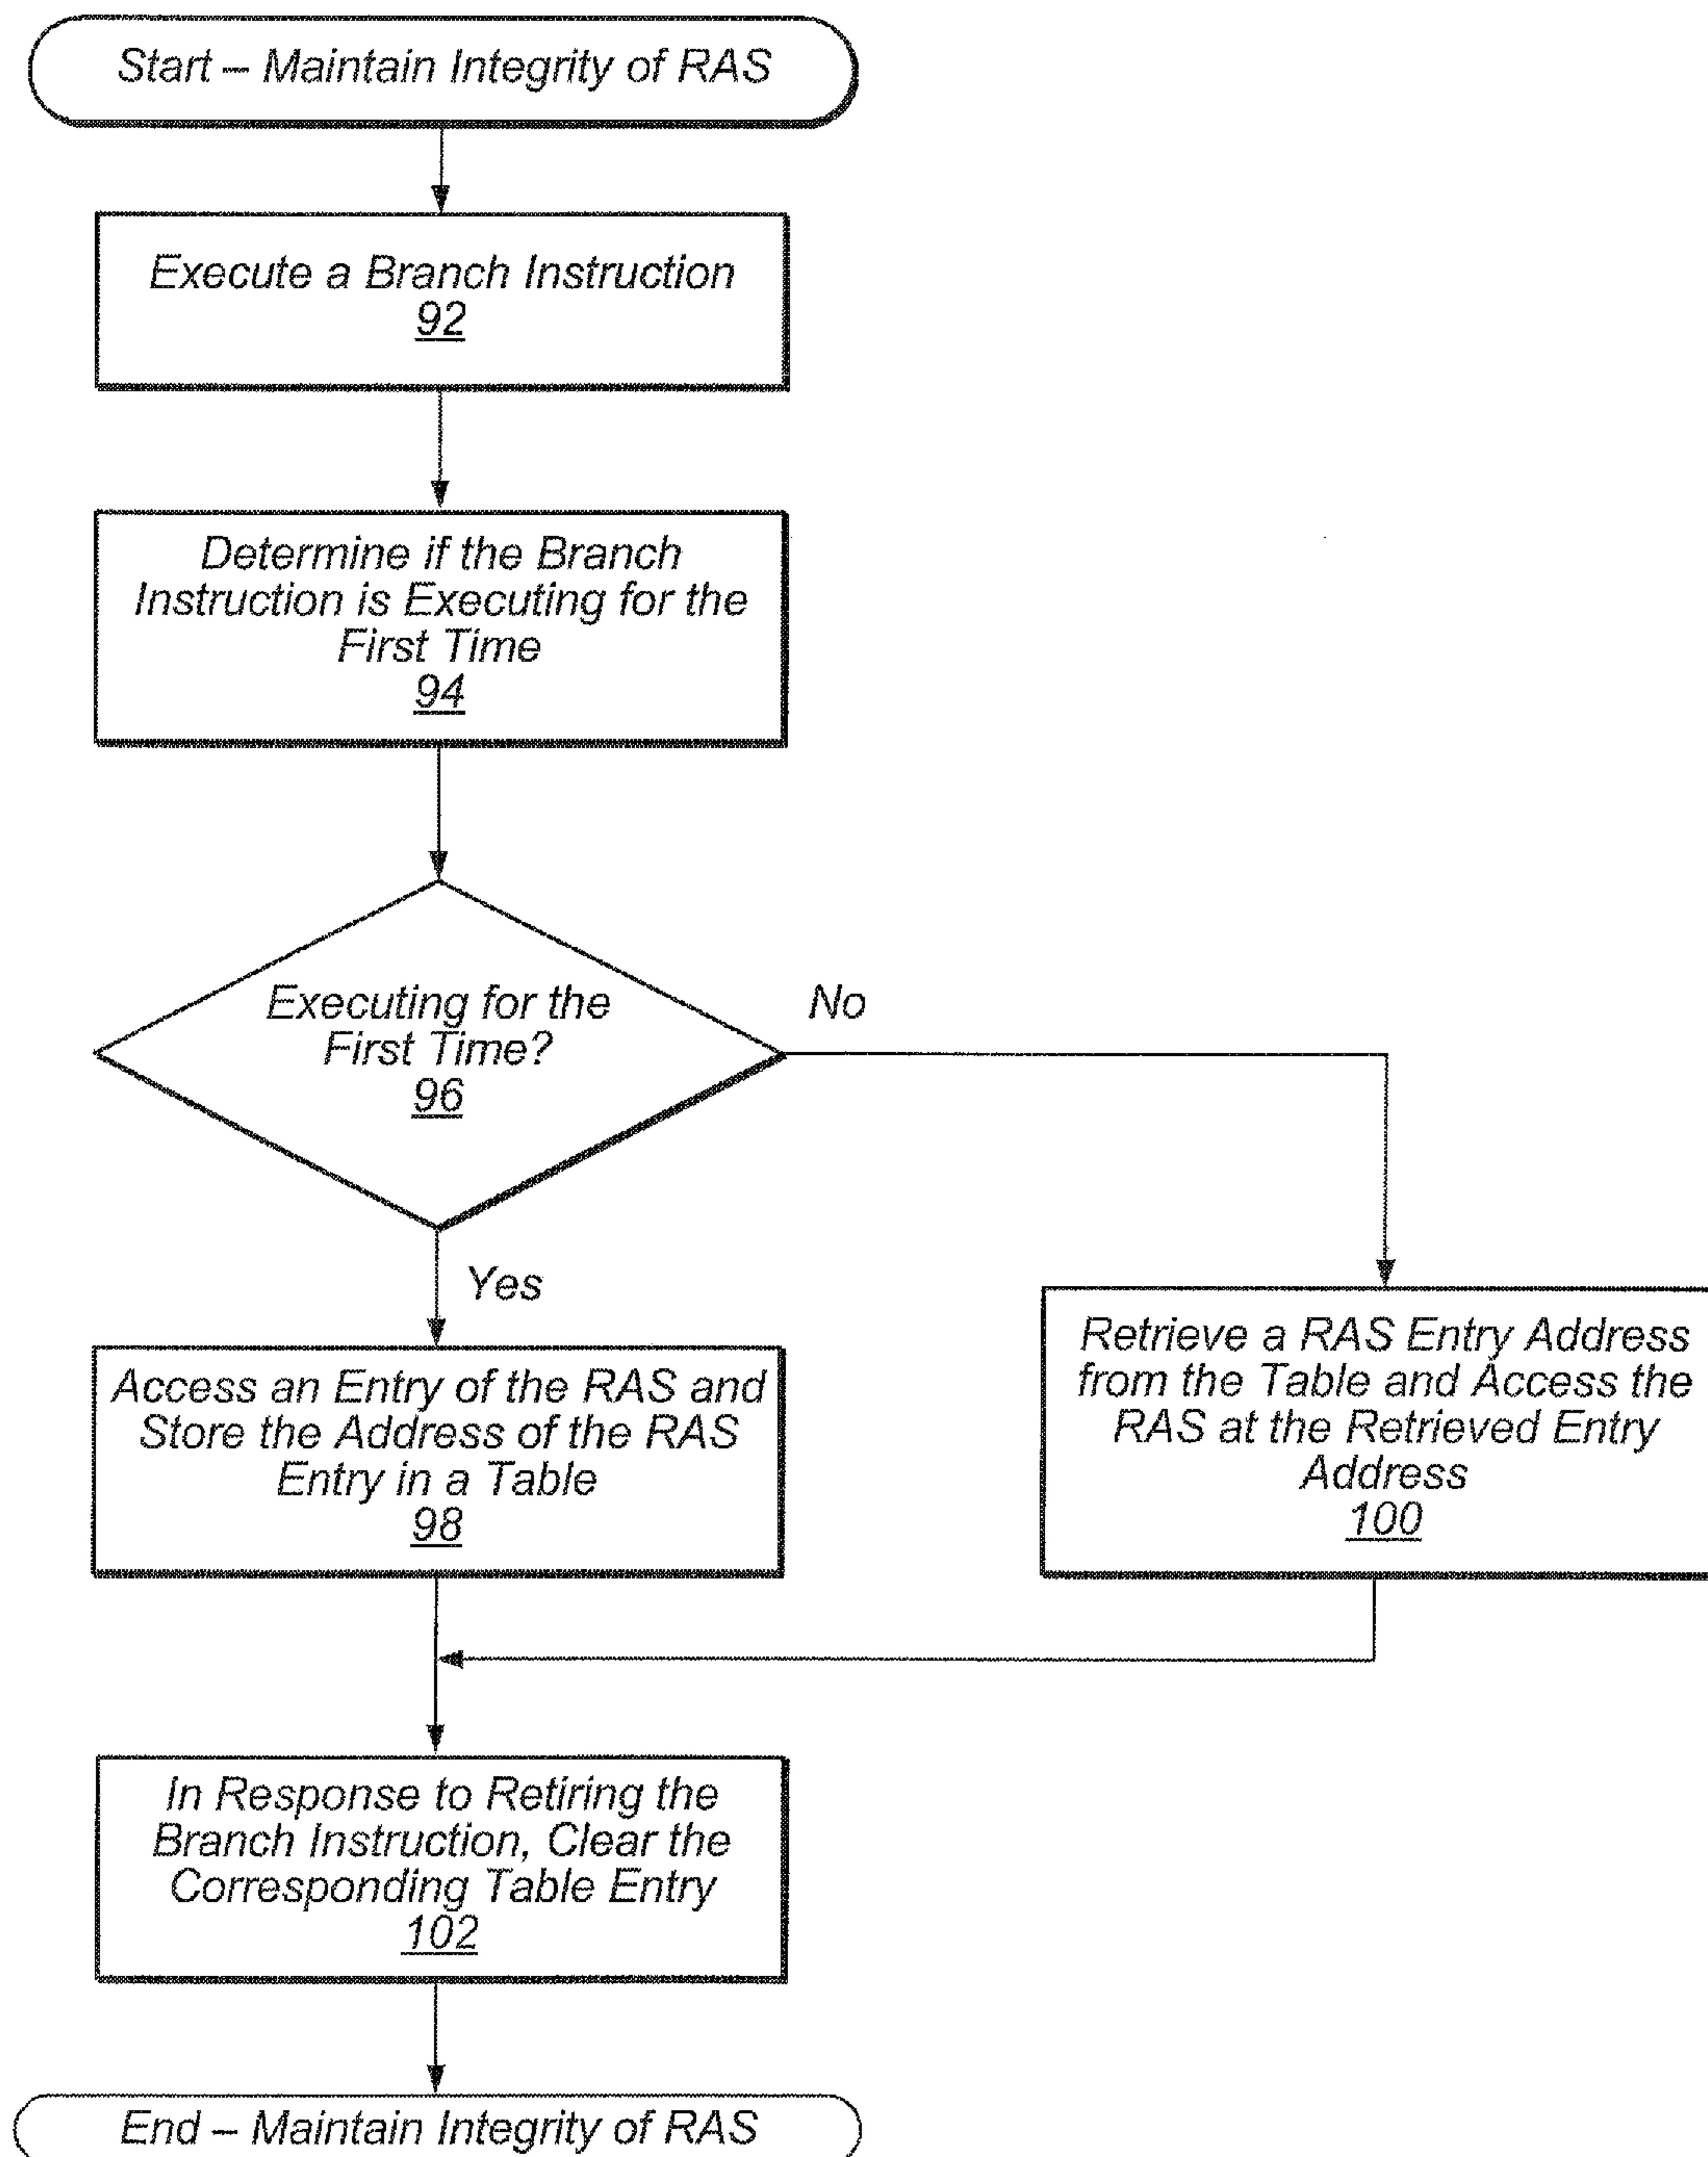 Start – Maintain Integrity of RAS
Execute a Branch Instruction
92
Determine if the Branch
Instruction is Executing for the
First Time
94
Executing for the
First Time?
96
No
Yes
Access an Entry of the RAS and
Store the Address of the RAS
Entry in a Table
98
Retrieve a RAS Entry Address
from the Table and Access the
RAS at the Retrieved Entry
Address
100
In Response to Retiring the
Branch Instruction, Clear the
Corresponding Table Entry
102
End – Maintain Integrity of RAS